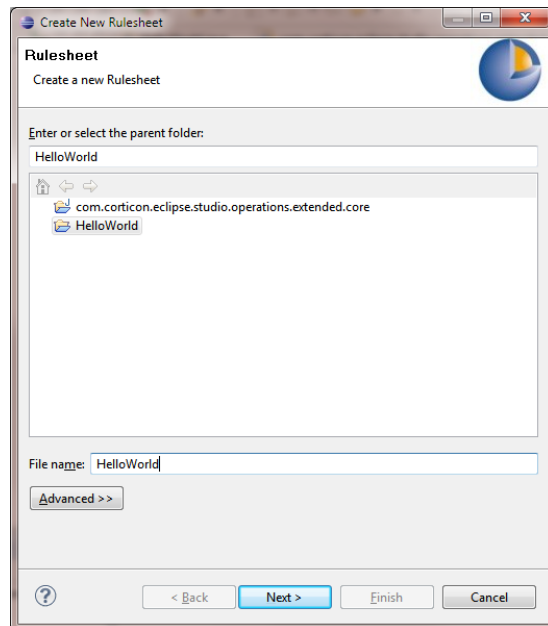 Create New Rulesheet
Rulesheet
Create a new Rulesheet
Enter or select the parent folder:
HelloWorld
com.corticon.eclipse.studio.operations.extended.core
HelloWorld
File name: HelloWorld
Advanced >>
? < Back Next > Finish Cancel